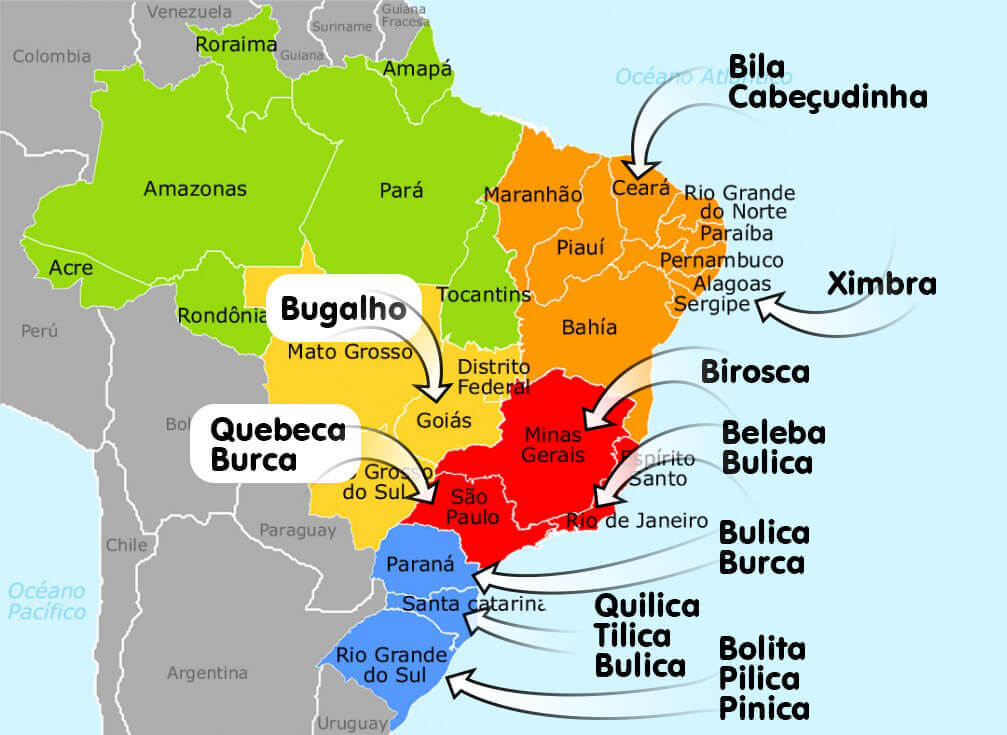 Venezuela
Guiana
Fracesa
Suriname
Guiana
Colombia
Roraima
Amapá
Océano Atlántico
Bila
Cabeçudinha
Amazonas
Pará
Maranhão
Ceará
Rio Grande
do Norte
Paraíba
Piauí
Pernambuco
Acre
Alagoas
Ximbra
Sergipe
Tocantins
Bugalho
Rondônia
Bahía
Perú
Mato Grosso
Distrito
Federal
Birosca
Goiás
Quebeca
Burca
Minas
Gerais
Beleba
Bulica
Bol
Espírito
Santo
Grosso
do Sul
São
Paulo
Rio de Janeiro
Paraguay
Bulica
Burca
Chile
Paraná
Océano
Pacífico
Santa catarina
Quilica
Tilica
Bulica
Rio Grande
do Sul
Bolita
Pilica
Pinica
Argentina
Uruguay